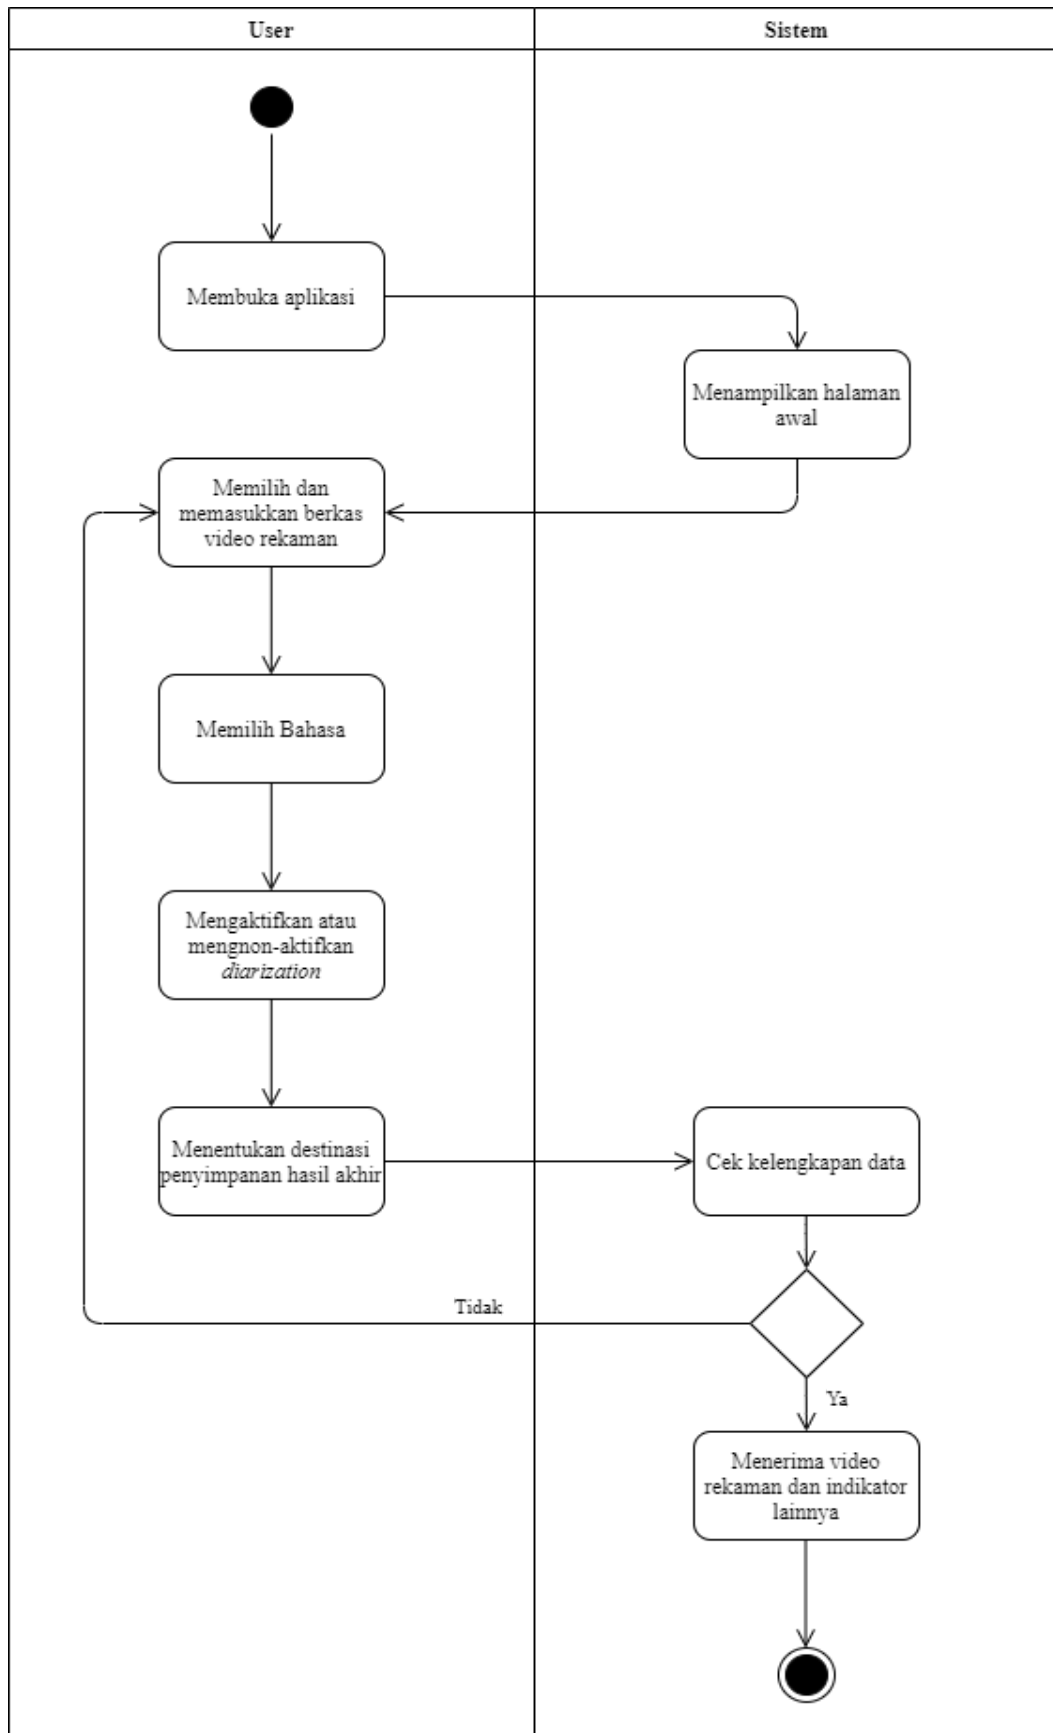 User
Sistem
Membuka aplikasi
Menampilkan halaman
awal
Memilih dan
memasukkan berkas
video rekaman
Memilih Bahasa
Mengaktifkan atau
mengnon-aktifkan
diarization
Menentukan destinasi
penyimpanan hasil akhir
Cek kelengkapan data
Tidak
Ya
Menerima video
rekaman dan indikator
lainnya